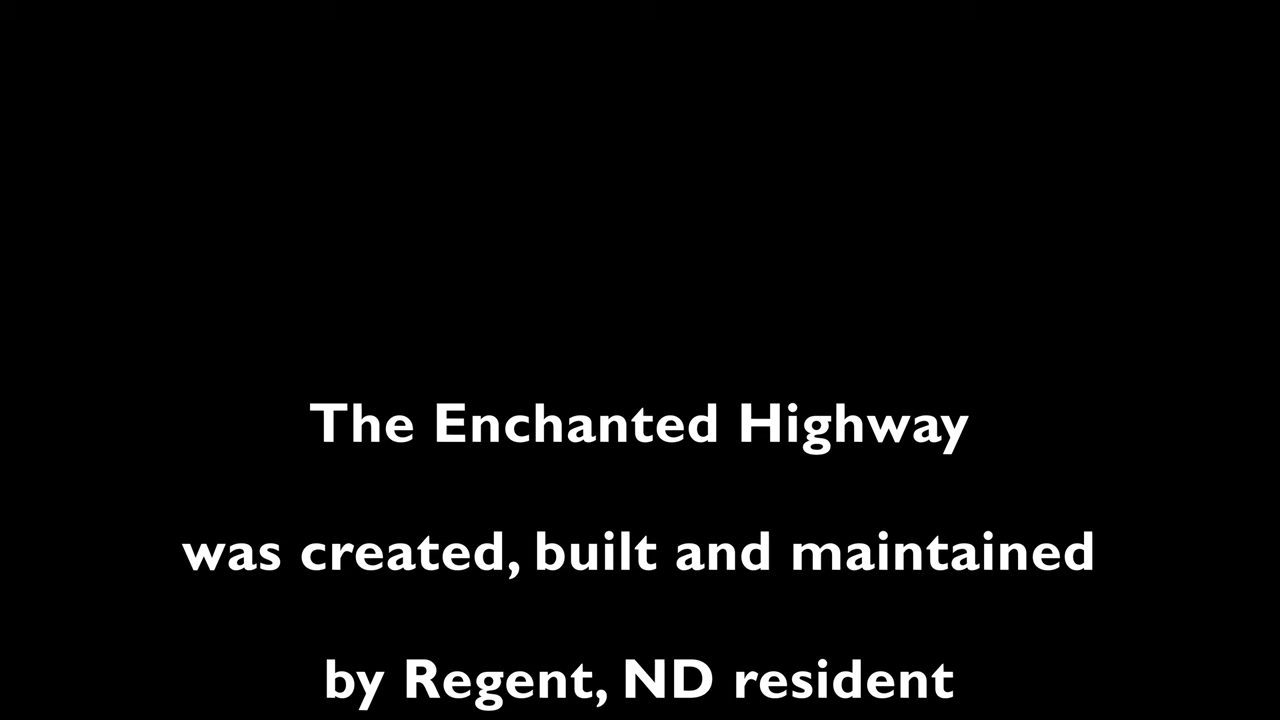 The Enchanted Highway
was created, built and maintained
by Regent, ND resident